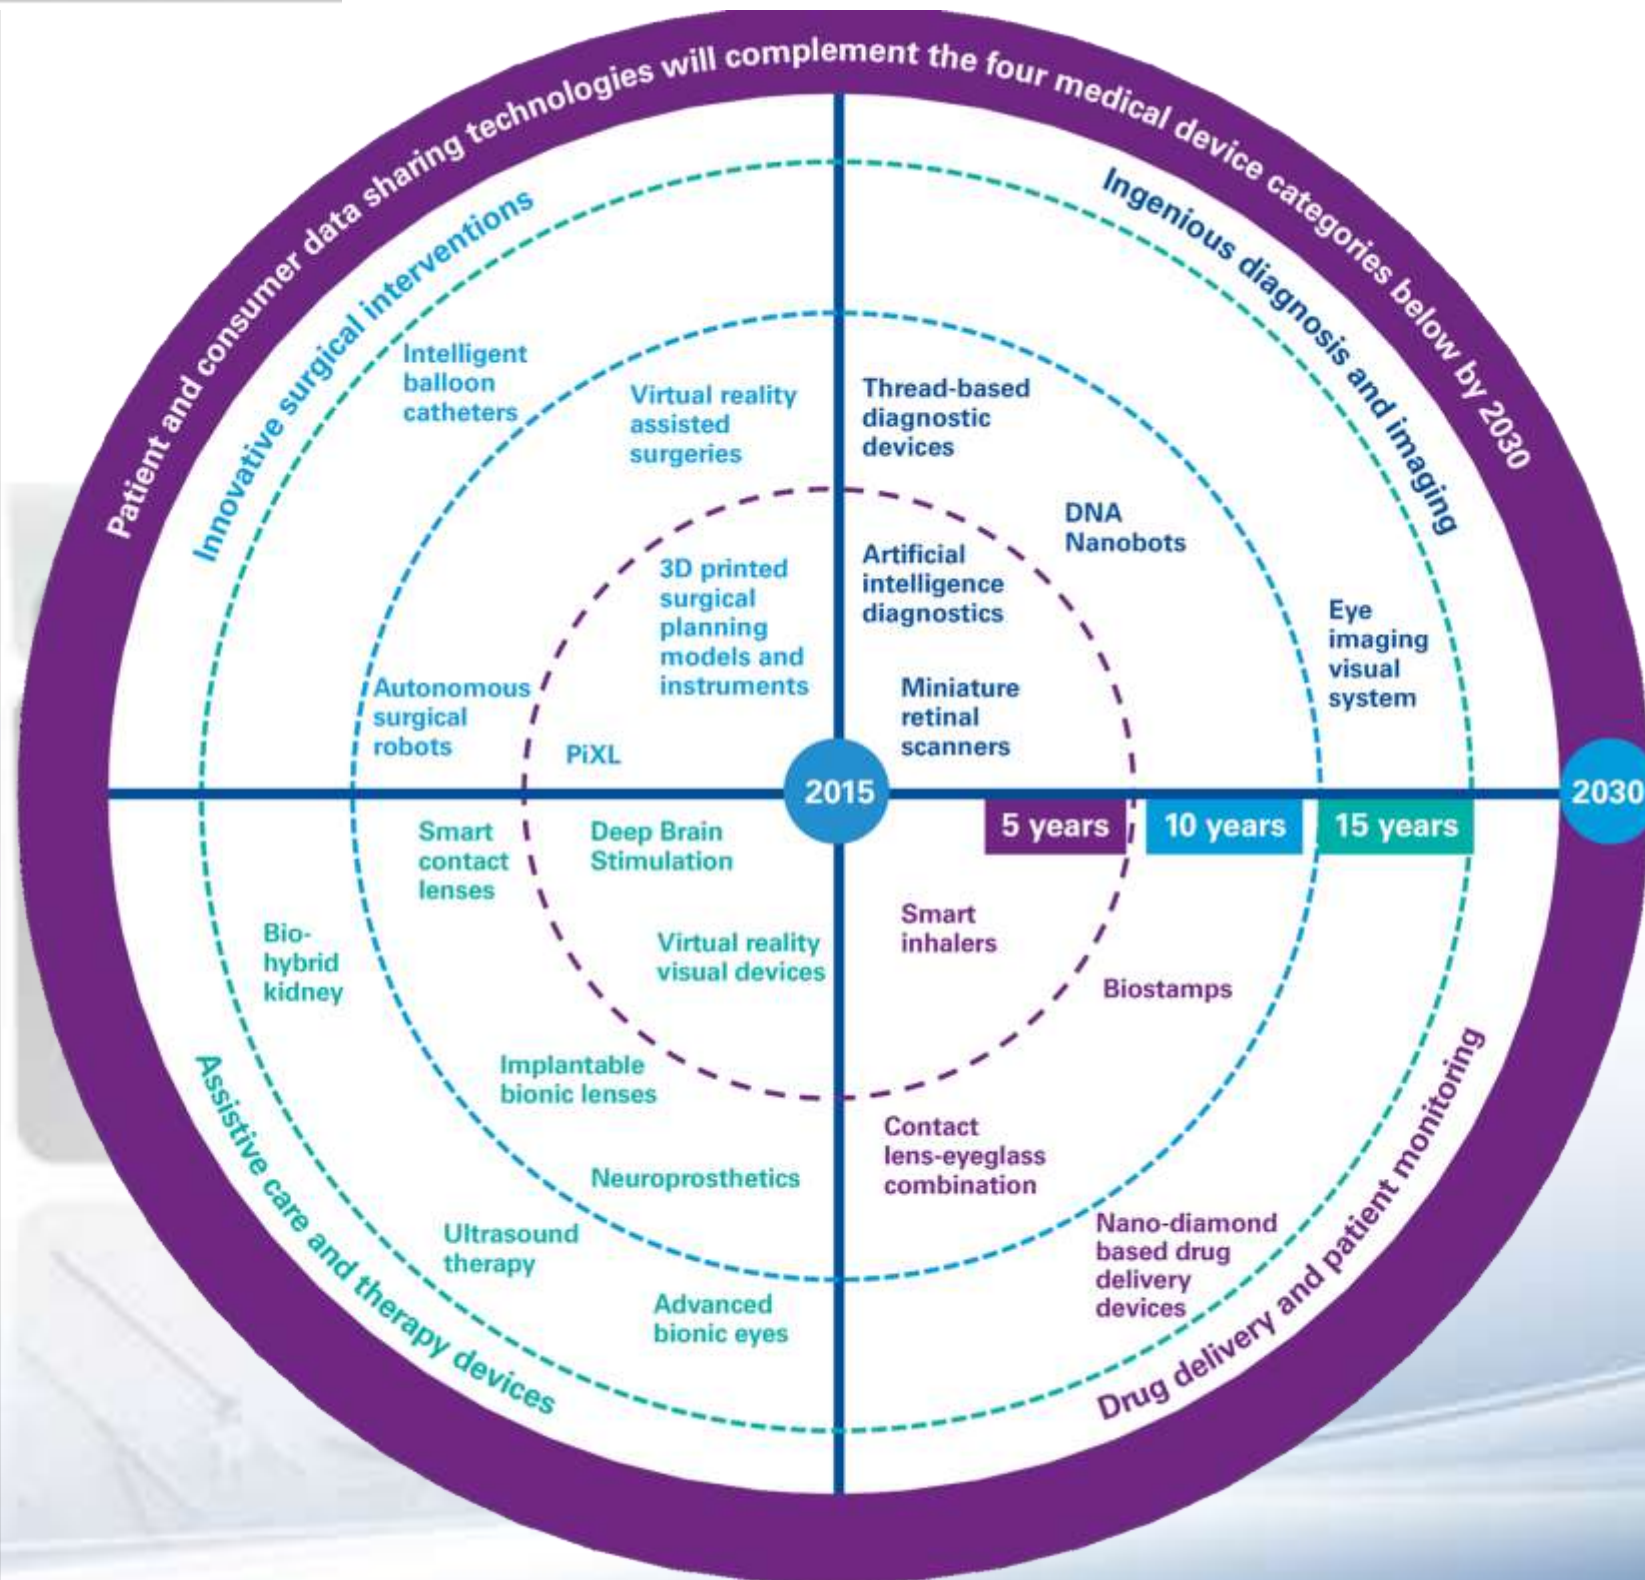 Patient and consumer data sharing technologies will complement the four medical device categories below by 2030
Innovative surgical interventions
Intelligent
balloon
catheters
Virtual reality
assisted
surgeries
3D printed
surgical
planning
models and
instruments
Autonomous
surgical
robots
PiXL
Ingenious diagnosis and imaging
Thread-based
diagnostic
devices
DNA
Nanobots
Artificial
intelligence
diagnostics
Eye
imaging
visual
system
Miniature
retinal
scanners
2015
2030
5 years
10 years
15 years
Smart
contact
lenses
Deep Brain
Stimulation
Bio-
hybrid
kidney
Virtual reality
visual devices
Implantable
bionic lenses
Neuroprosthetics
Ultrasound
therapy
Advanced
bionic eyes
Assistive care and therapy devices
Smart
inhalers
Biostamps
Contact
lens-eyeglass
combination
Nano-diamond
based drug
delivery
devices
Drug delivery and patient monitoring